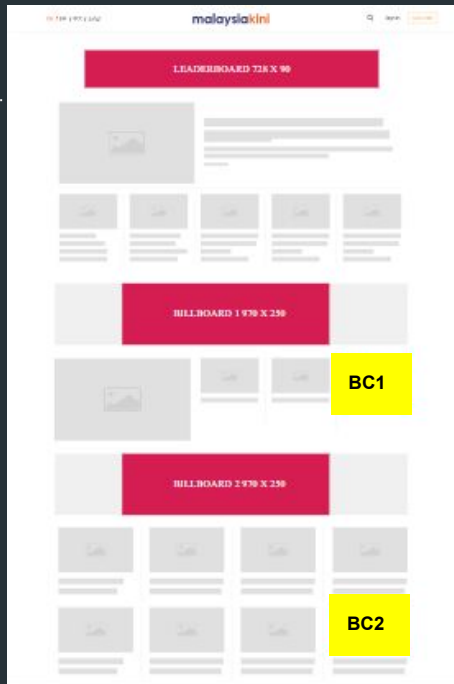 malaysiakini
LEADERBOARD 728 X 90
BILLBOARD 1 970 X 250
BC1
BILLBOARD 2 970 X 250
BC2